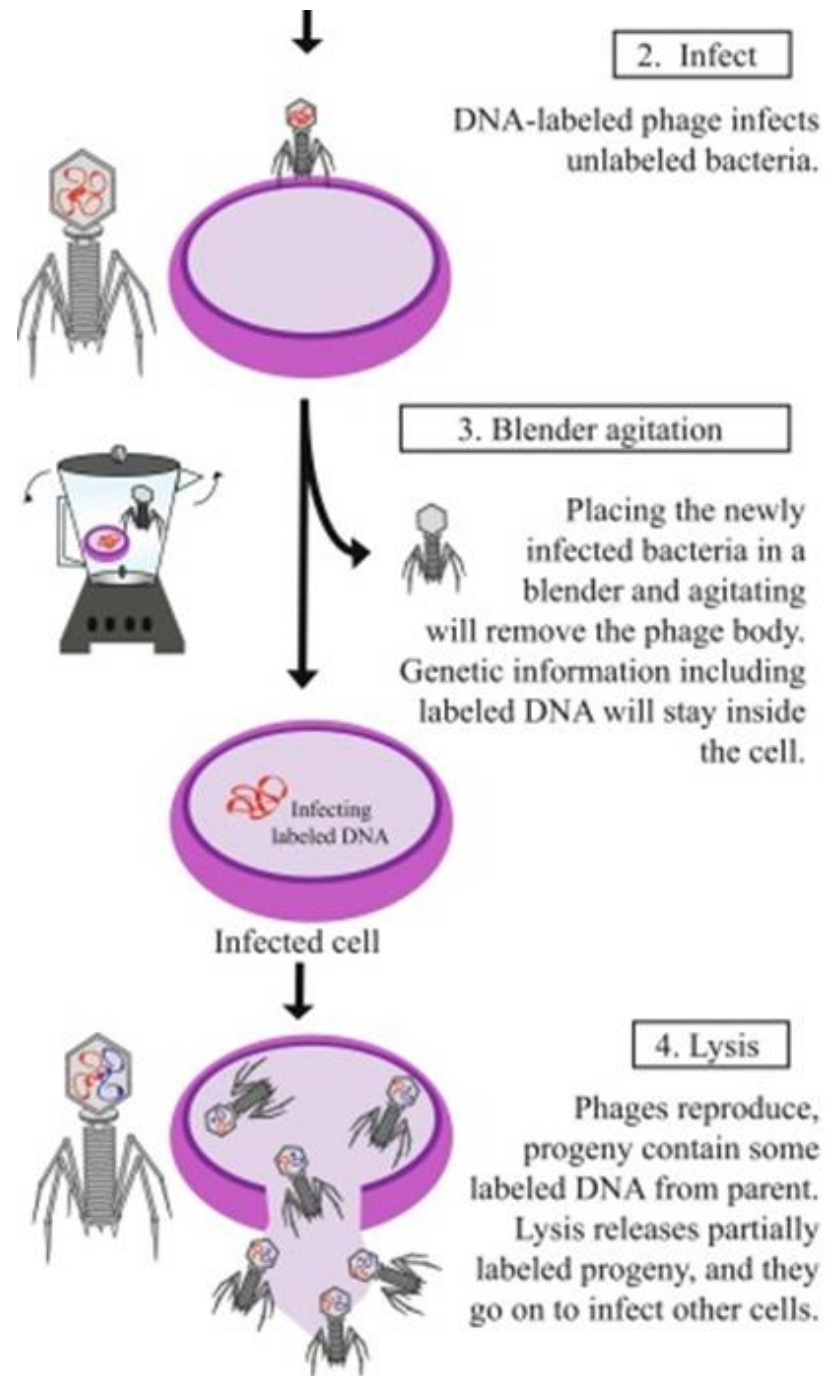 2. Infect
DNA-labeled phage infects
unlabeled bacteria.
3. Blender agitation
Placing the newly
infected bacteria in a
blender and agitating
will remove the phage body.
Genetic information including
labeled DNA will stay inside
the cell.
Infecting
labeled DNA
Infected cell
4. Lysis
Phages reproduce,
progeny contain some
labeled DNA from parent.
Lysis releases partially
labeled progeny, and they
go on to infect other cells.